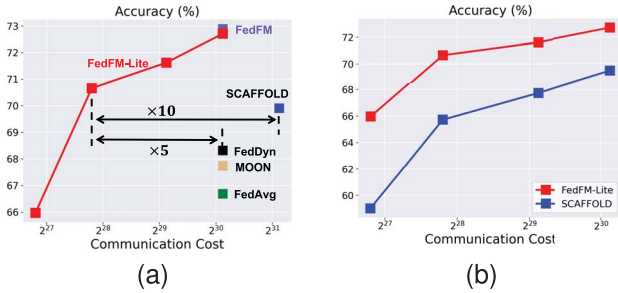 Accuracy (%)
73
72
71
70
69
68
67
66
FedFM
FedFM-Lite
SCAFFOLD
×10
×5
FedDyn
MOON
FedAvg
2^27
2^28
2^29
2^30
2^31
Communication Cost
(a)
Accuracy (%)
72
70
68
66
64
62
60
FedFM-Lite
SCAFFOLD
2^27
2^28
2^29
2^30
Communication Cost
(b)